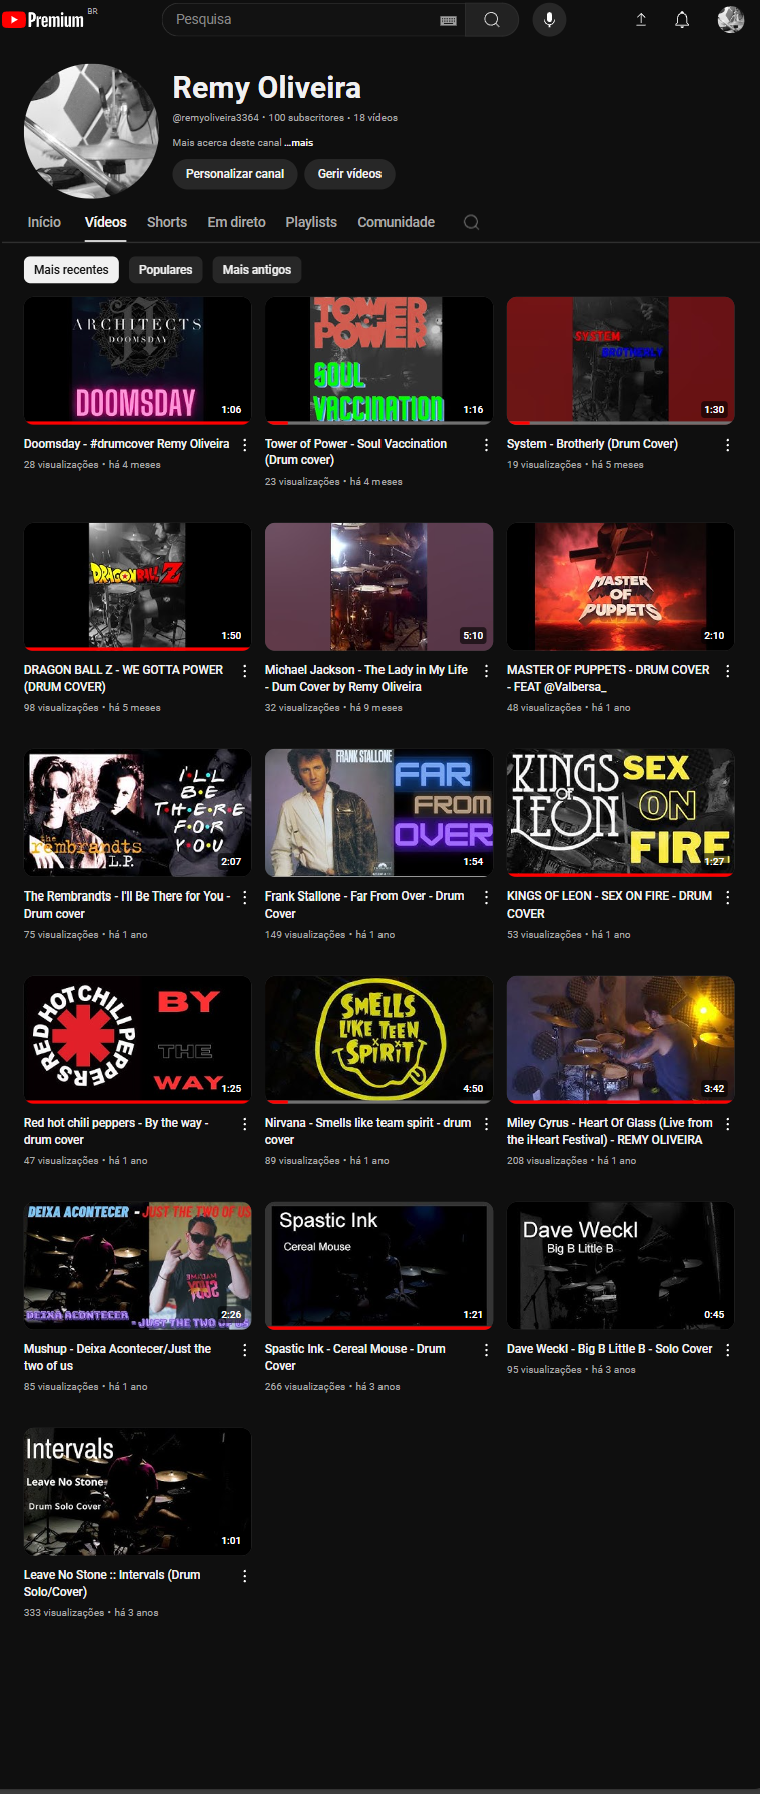 Premium BR
Pesquisa
Remy Oliveira
@remyoliveira3364 • 100 subscritores • 18 vídeos
Mais acerca deste canal ...mais
Personalizar canal Gerir vídeos
Início Vídeos Shorts Em direto Playlists Comunidade
Mais recentes Populares Mais antigos
ARCHITECTS
DOOMSDAY
DOOMSDAY
1:06
TOWER
OF
POWER
SOUL
VACCINATION
1:16
SYSTEM
BROTHERLY
1:30
Doomsday - #drumcover Remy Oliveira
28 visualizações • há 4 meses
Tower of Power - Soul Vaccination
(Drum cover)
23 visualizações • há 4 meses
System - Brotherly (Drum Cover)
19 visualizações • há 5 meses
DRAGON BALL Z
1:50
5:10
MASTER
OF
PUPPETS
2:10
DRAGON BALL Z - WE GOTTA POWER
(DRUM COVER)
98 visualizações • há 5 meses
Michael Jackson - The Lady in My Life
- Dum Cover by Remy Oliveira
32 visualizações • há 9 meses
MASTER OF PUPPETS - DRUM COVER
- FEAT @Valbersa_
48 visualizações • há 1 ano
the
rembrandts
L.P.
I'LL
BE
THERE
FOR
YOU
2:07
FRANK STALLONE
FAR
FROM
OVER
1:54
KINGS
OF
LEON
SEX
ON
FIRE
1:27
The Rembrandts - I'll Be There for You -
Drum cover
75 visualizações • há 1 ano
Frank Stallone - Far From Over - Drum
Cover
149 visualizações • há 1 ano
KINGS OF LEON - SEX ON FIRE - DRUM
COVER
53 visualizações • há 1 ano
RED HOT CHILI PEPPERS
BY
THE
WAY
1:25
SMELLS
LIKE TEEN
SPIRIT
4:50
3:42
Red hot chili peppers - By the way -
drum cover
47 visualizações • há 1 ano
Nirvana - Smells like team spirit - drum
cover
89 visualizações • há 1 ano
Miley Cyrus - Heart Of Glass (Live from
the iHeart Festival) - REMY OLIVEIRA
208 visualizações • há 1 ano
DEIXA ACONTECER - JUST THE TWO OF US
DEIXA ACONTECER - JUST THE TWO OF US
2:26
Spastic Ink
Cereal Mouse
1:21
Dave Weckl
Big B Little B
0:45
Mushup - Deixa Acontecer/Just the
two of us
85 visualizações • há 1 ano
Spastic Ink - Cereal Mouse - Drum
Cover
266 visualizações • há 3 anos
Dave Weckl - Big B Little B - Solo Cover
95 visualizações • há 3 anos
Intervals
Leave No Stone
Drum Solo Cover
1:01
Leave No Stone :: Intervals (Drum
Solo/Cover)
333 visualizações • há 3 anos